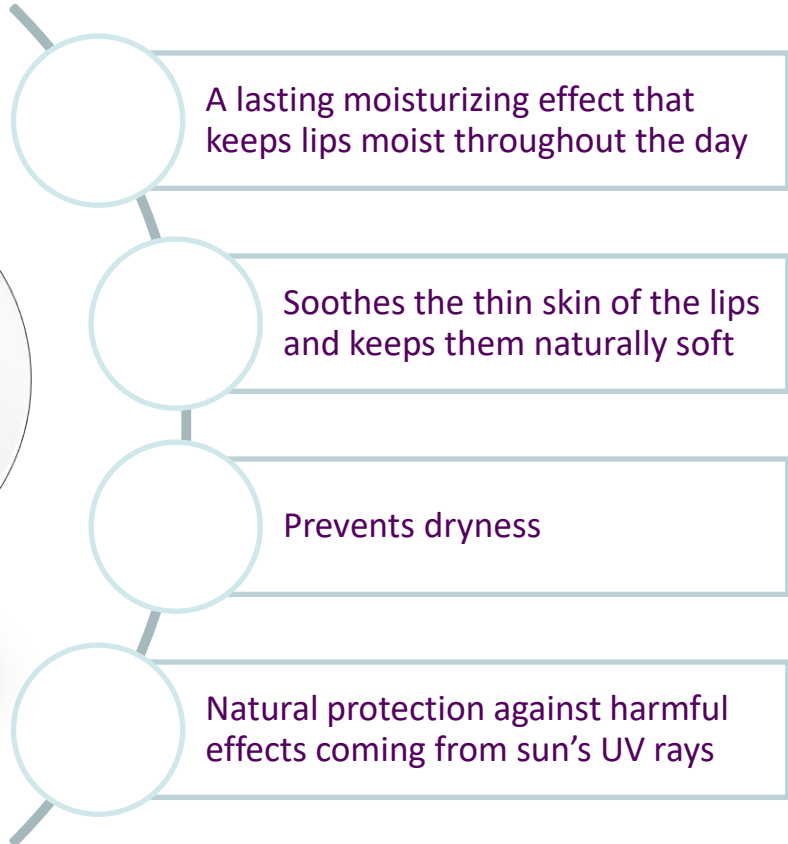 A lasting moisturizing effect that
keeps lips moist throughout the day
Soothes the thin skin of the lips
and keeps them naturally soft
Prevents dryness
Natural protection against harmful
effects coming from sun’s UV rays